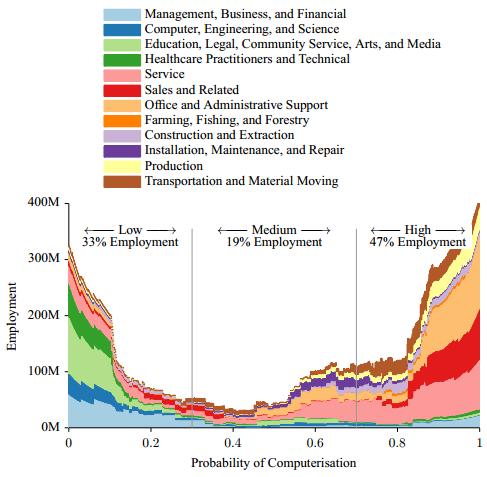 Management, Business, and Financial
Computer, Engineering, and Science
Education, Legal, Community Service, Arts, and Media
Healthcare Practitioners and Technical
Service
Sales and Related
Office and Administrative Support
Farming, Fishing, and Forestry
Construction and Extraction
Installation, Maintenance, and Repair
Production
Transportation and Material Moving
400M
← Low →
33% Employment
← Medium →
19% Employment
← High →
47% Employment
300M
200M
100M
0M
Employment
0 0.2 0.4 0.6 0.8 1
Probability of Computerisation